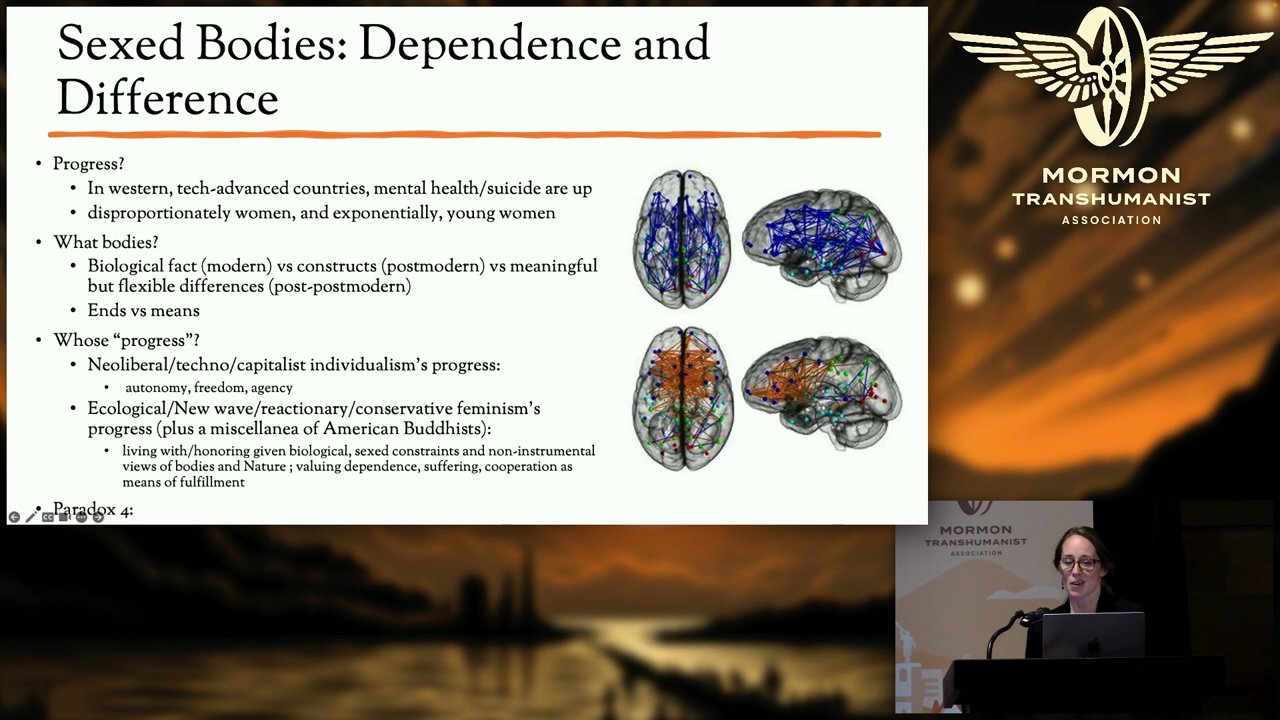 Sexed Bodies: Dependence and
Difference
• Progress?
• In western, tech-advanced countries, mental health/suicide are up
• disproportionately women, and exponentially, young women
• What bodies?
• Biological fact (modern) vs constructs (postmodern) vs meaningful
but flexible differences (post-postmodern)
• Ends vs means
• Whose “progress”?
• Neoliberal/techno/capitalist individualism’s progress:
• autonomy, freedom, agency
• Ecological/New wave/reactionary/conservative feminism’s
progress (plus a miscellanea of American Buddhists):
• living with/honoring given biological, sexed constraints and non-instrumental
views of bodies and Nature ; valuing dependence, suffering, cooperation as
means of fulfillment
• Paradox 4:
MORMON
TRANSHUMANIST
ASSOCIATION
MORMON
TRANSHUMANIST
ASSOCIATION